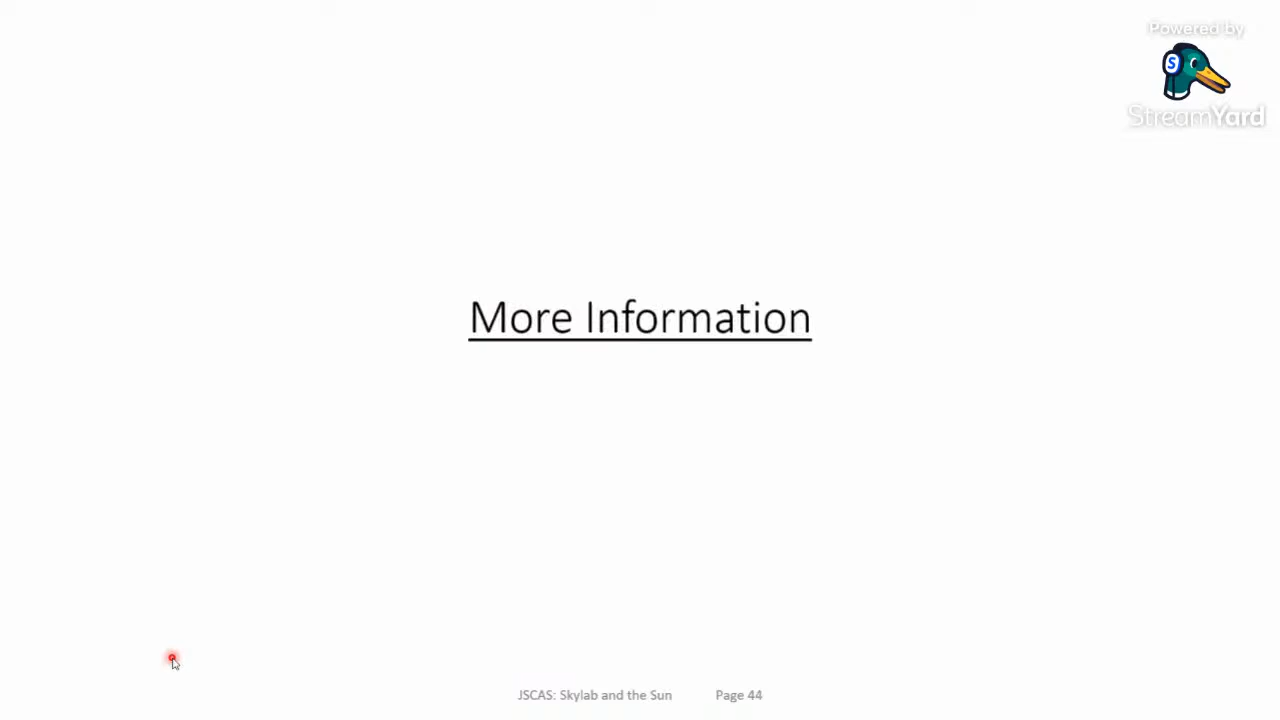 Powered by
S
StreamYard
More Information
JSCAS: Skylab and the Sun Page 44